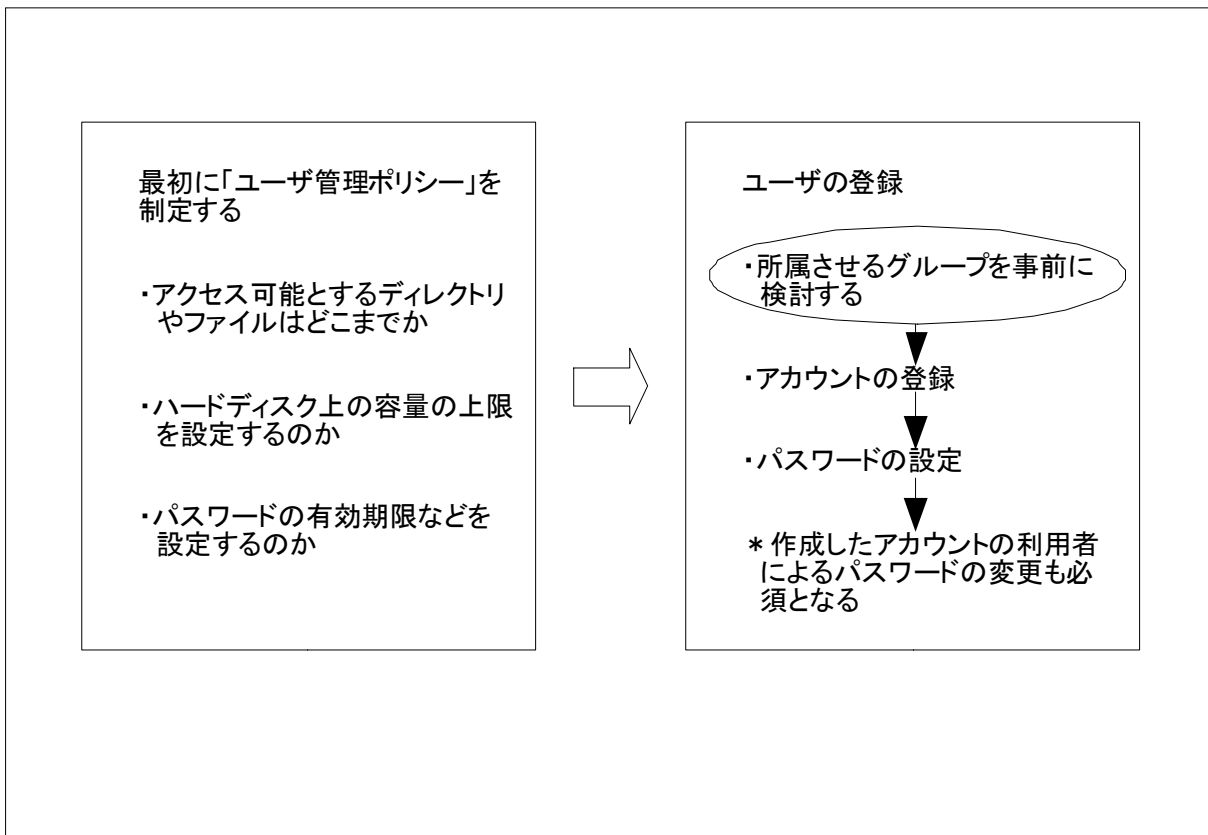 最初に「ユーザ管理ポリシー」を
制定する
・アクセス可能とするディレクトリ
やファイルはどこまでか
・ハードディスク上の容量の上限
を設定するのか
・パスワードの有効期限などを
設定するのか
ユーザの登録
・所属させるグループを事前に
検討する
・アカウントの登録
・パスワードの設定
＊作成したアカウントの利用者
によるパスワードの変更も必
須となる